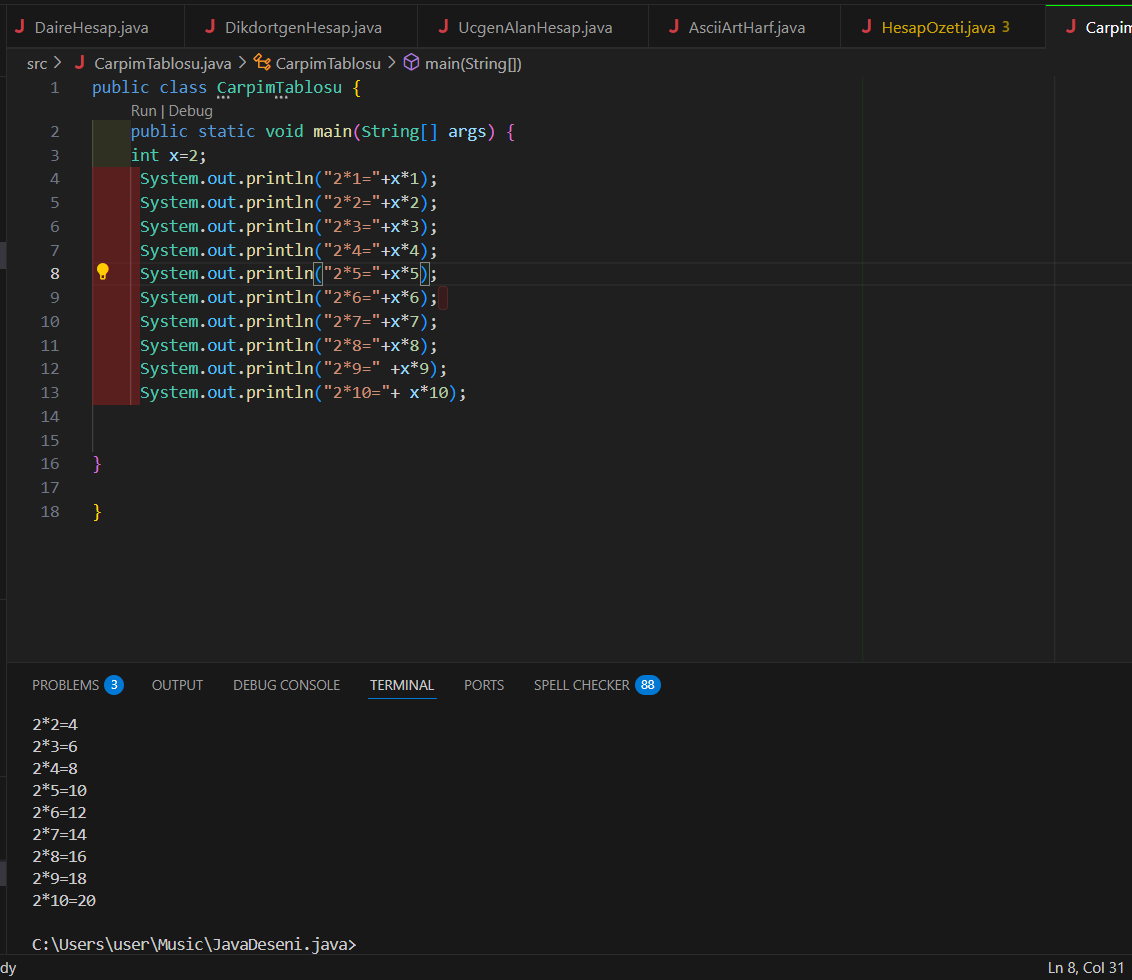 DaireHesap.java DikdortgenHesap.java UcgenAlanHesap.java AsciiArtHarf.java HesapOzeti.java 3 Carpim
src > CarpimTablosu.java > CarpimTablosu > main(String[])
1 public class CarpimTablosu {
Run | Debug
2 public static void main(String[] args) {
3 int x=2;
4 System.out.println("2*1="+x*1);
5 System.out.println("2*2="+x*2);
6 System.out.println("2*3="+x*3);
7 System.out.println("2*4="+x*4);
8 System.out.println("2*5="+x*5);
9 System.out.println("2*6="+x*6);
10 System.out.println("2*7="+x*7);
11 System.out.println("2*8="+x*8);
12 System.out.println("2*9=" +x*9);
13 System.out.println("2*10="+ x*10);
14
15
16 }
17
18 }
PROBLEMS 3 OUTPUT DEBUG CONSOLE TERMINAL PORTS SPELL CHECKER 88
2*2=4
2*3=6
2*4=8
2*5=10
2*6=12
2*7=14
2*8=16
2*9=18
2*10=20
C:\Users\user\Music\JavaDeseni.java>
dy Ln 8, Col 31